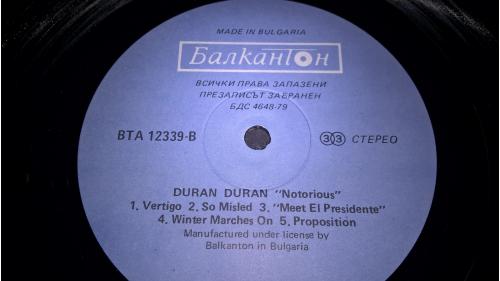 MADE IN BULGARIA
Балкантон
ВСИЧКИ ПРАВА ЗАПАЗЕНИ
ПРЕЗАПИСЪТ ЗАБРАНЕН
БДС 4648-79
ВТА 12339-В
33 СТЕРЕО
DURAN DURAN "Notorious"
1. Vertigo 2. So Misled 3. "Meet El Presidente"
4. Winter Marches On 5. Proposition
Manufactured under license by
Balkanton in Bulgaria